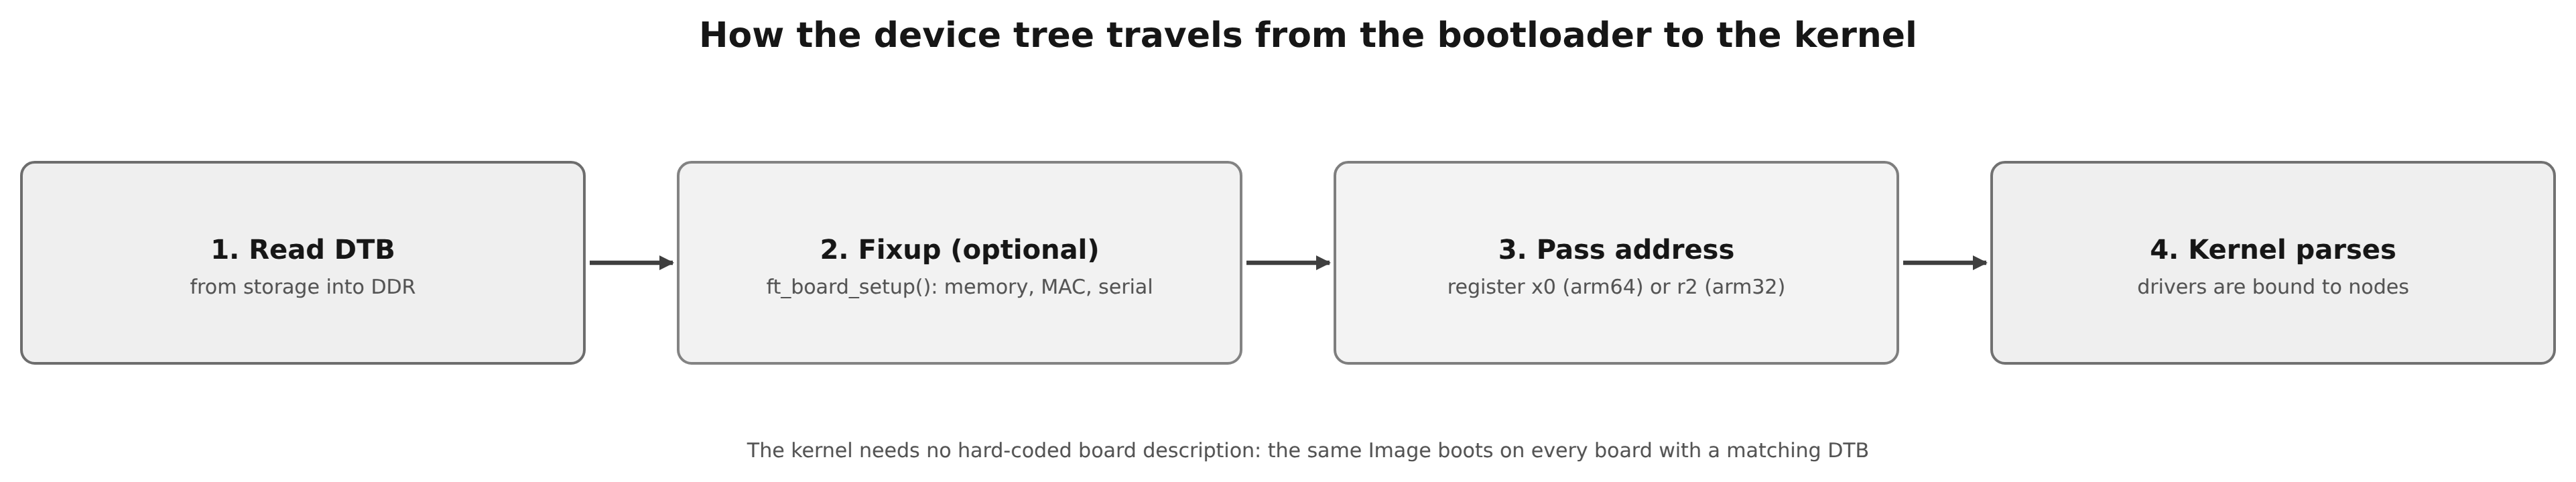 How the device tree travels from the bootloader to the kernel
1. Read DTB
from storage into DDR
2. Fixup (optional)
ft_board_setup(): memory, MAC, serial
3. Pass address
register x0 (arm64) or r2 (arm32)
4. Kernel parses
drivers are bound to nodes
The kernel needs no hard-coded board description: the same Image boots on every board with a matching DTB